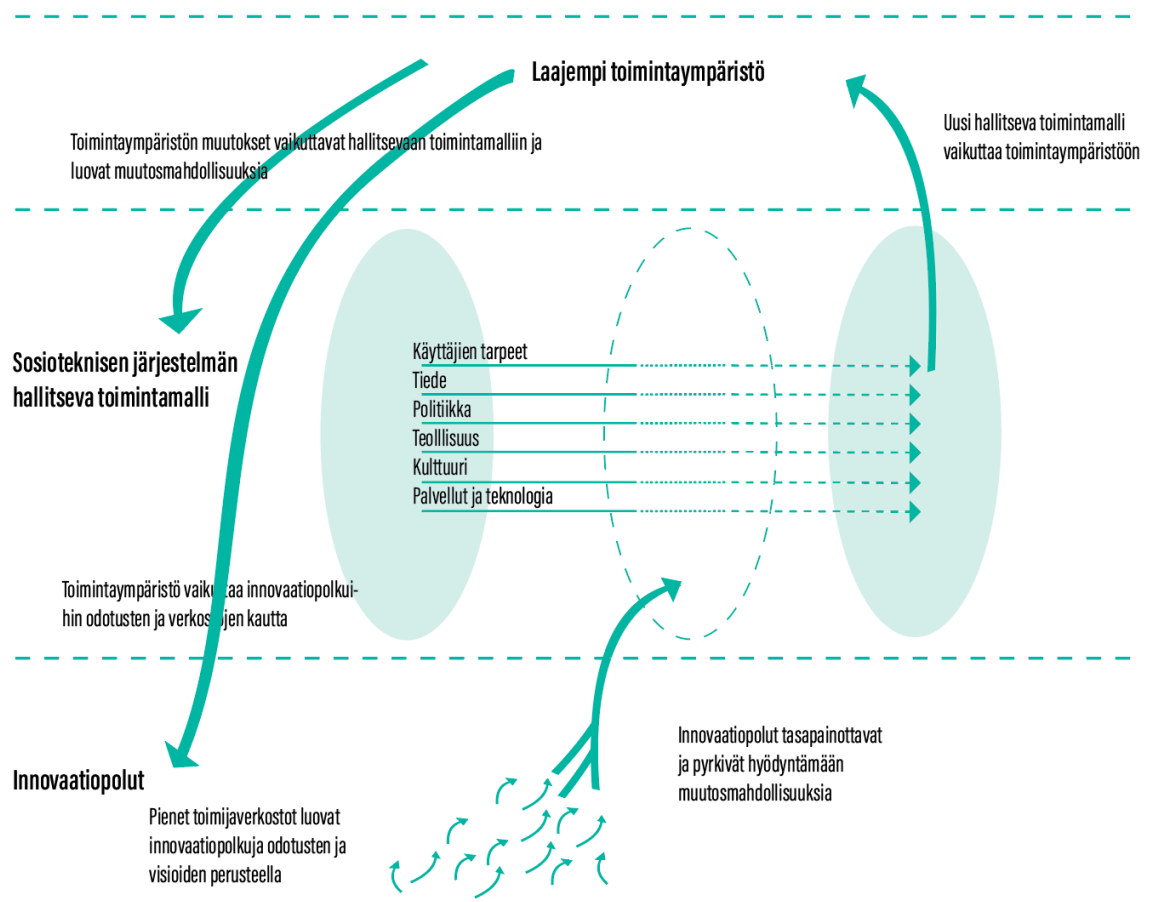 Laajempi toimintaympäristö
Toimintaympäristön muutokset vaikuttavat hallitsevaan toimintamalliin ja
luovat muutosmahdollisuuksia
Uusi hallitseva toimintamalli
vaikuttaa toimintaympäristöön
Sosioteknisen järjestelmän
hallitseva toimintamalli
Käyttäjien tarpeet
Tiede
Politiikka
Teolllisuus
Kulttuuri
Palvellut ja teknologia
Toimintaympäristö vaikuttaa innovaatiopolkui-
hin odotusten ja verkostojen kautta
Innovaatiopolut
Pienet toimijaverkostot luovat
innovaatiopolkuja odotusten ja
visioiden perusteella
Innovaatiopolut tasapainottavat
ja pyrkivät hyödyntämään
muutosmahdollisuuksia